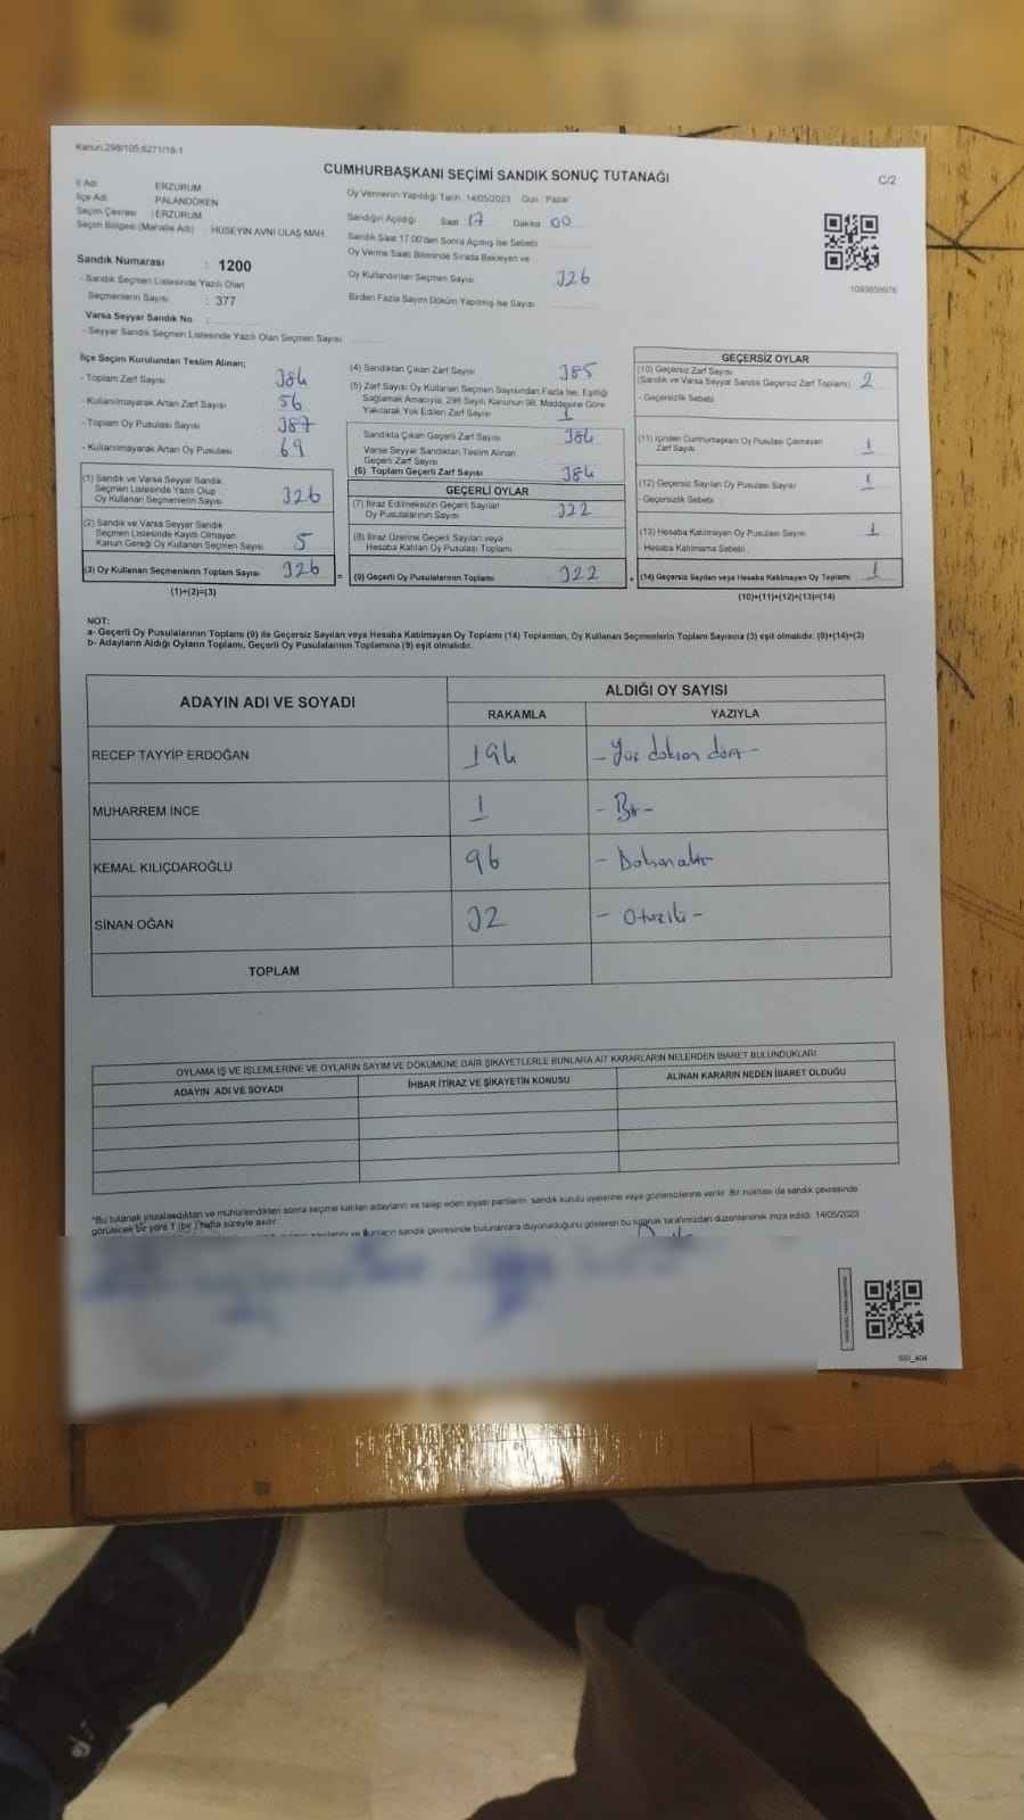 Kanun:298/105;6271/18-1
CUMHURBAŞKANI SEÇİMİ SANDIK SONUÇ TUTANAĞI
C/2
İl Adı : ERZURUM
İlçe Adı : PALANDÖKEN
Seçim Çevresi : ERZURUM
Seçim Bölgesi (Mahalle Adı) : HÜSEYİN AVNİ ULAŞ MAH.
Sandık Numarası : 1200
- Sandık Seçmen Listesinde Yazılı Olan
Seçmenlerin Sayısı : 377
Varsa Seyyar Sandık No :
- Seyyar Sandık Seçmen Listesinde Yazılı Olan Seçmen Sayısı
Oy Vermenin Yapıldığı Tarih: 14/05/2023 Gün : Pazar
Sandığın Açıldığı Saat 17 Dakika 00
Sandık Saat 17.00'den Sonra Açılmış İse Sebebi
Oy Verme Saati Bitiminde Sırada Bekleyen ve
Oy Kullandırılan Seçmen Sayısı 326
Birden Fazla Sayım Döküm Yapılmış İse Sayısı
İlçe Seçim Kurulundan Teslim Alınan;
- Toplam Zarf Sayısı 384
- Kullanılmayarak Artan Zarf Sayısı 56
- Toplam Oy Pusulası Sayısı 387
- Kullanılmayarak Artan Oy Pusulası 69
(1) Sandık ve Varsa Seyyar Sandık
Seçmen Listesinde Yazılı Olup
Oy Kullanan Seçmenlerin Sayısı 326
(2) Sandık ve Varsa Seyyar Sandık
Seçmen Listesinde Kayıtlı Olmayan
Kanun Gereği Oy Kullanan Seçmen Sayısı 5
(3) Oy Kullanan Seçmenlerin Toplam Sayısı 326
(1)+(2)=(3)
(4) Sandıktan Çıkan Zarf Sayısı 385
(5) Zarf Sayısı Oy Kullanan Seçmen Sayısından Fazla İse, Eşitliği
Sağlamak Amacıyla, 298 Sayılı Kanunun 98. Maddesine Göre
Yakılarak Yok Edilen Zarf Sayısı 1
Sandıkta Çıkan Geçerli Zarf Sayısı 384
Varsa Seyyar Sandıktan Teslim Alınan
Geçerli Zarf Sayısı
(6) Toplam Geçerli Zarf Sayısı 384
GEÇERLİ OYLAR
(7) İtiraz Edilmeksizin Geçerli Sayılan
Oy Pusulalarının Sayısı 322
(8) İtiraz Üzerine Geçerli Sayılan veya
Hesaba Katılan Oy Pusulası Toplamı
= (9) Geçerli Oy Pusulalarının Toplamı 322
GEÇERSİZ OYLAR
(10) Geçersiz Zarf Sayısı
(Sandık ve Varsa Seyyar Sandık Geçersiz Zarf Toplamı) 2
- Geçersizlik Sebebi
(11) İçinden Cumhurbaşkanı Oy Pusulası Çıkmayan
Zarf Sayısı 1
(12) Geçersiz Sayılan Oy Pusulası Sayısı 1
- Geçersizlik Sebebi
(13) Hesaba Katılmayan Oy Pusulası Sayısı 1
Hesaba Katılmama Sebebi
+ (14) Geçersiz Sayılan veya Hesaba Katılmayan Oy Toplamı 1
(10)+(11)+(12)+(13)=(14)
NOT:
a- Geçerli Oy Pusulalarının Toplamı (9) ile Geçersiz Sayılan veya Hesaba Katılmayan Oy Toplamı (14) Toplamları, Oy Kullanan Seçmenlerin Toplam Sayısına (3) eşit olmalıdır. (9)+(14)=(3)
b- Adayların Aldığı Oyların Toplamı, Geçerli Oy Pusulalarının Toplamına (9) eşit olmalıdır.
ADAYIN ADI VE SOYADI
ALDIĞI OY SAYISI
RAKAMLA YAZIYLA
RECEP TAYYİP ERDOĞAN 194 - Yüz doksan dört -
MUHARREM İNCE 1 - Bir -
KEMAL KILIÇDAROĞLU 96 - Doksanaltı
SİNAN OĞAN 32 - Otuziki -
TOPLAM
OYLAMA İŞ VE İŞLEMLERİNE VE OYLARIN SAYIM VE DÖKÜMÜNE DAİR ŞİKAYETLERLE BUNLARA AİT KARARLARIN NELERDEN İBARET BULUNDUKLARI
ADAYIN ADI VE SOYADI İHBAR İTİRAZ VE ŞİKAYETİN KONUSU ALINAN KARARIN NEDEN İBARET OLDUĞU
*Bu tutanak imzalandıktan ve mühürlendikten sonra seçime katılan adayların ve talep eden siyasi partilerin sandık kurulu üyelerine veya gözlemcilerine verilir. Bir nüshası da sandık çevresinde
görülecek bir yere 1 (bir) hafta süreyle asılır.
sandık çevresinde bulunanlara duyurulduğunu gösteren bu tutanak tarafımızdan düzenlenerek imza edildi. 14/05/2023